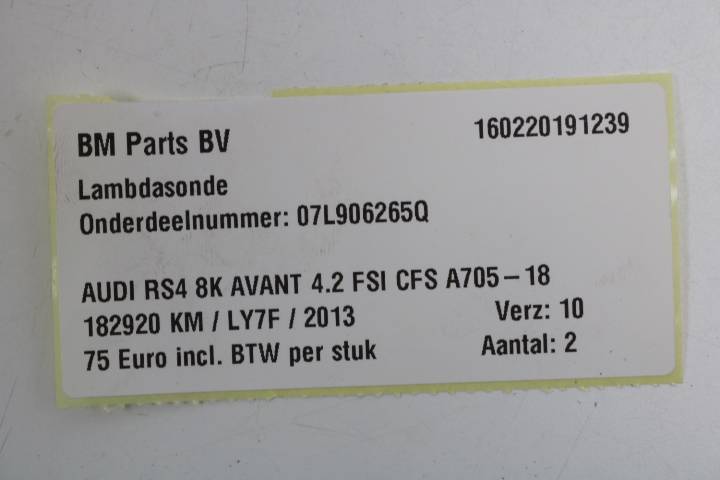 BM Parts BV 160220191239
Lambdasonde
Onderdeelnummer: 07L906265Q
AUDI RS4 8K AVANT 4.2 FSI CFS A705-18
182920 KM / LY7F / 2013 Verz: 10
75 Euro incl. BTW per stuk Aantal: 2